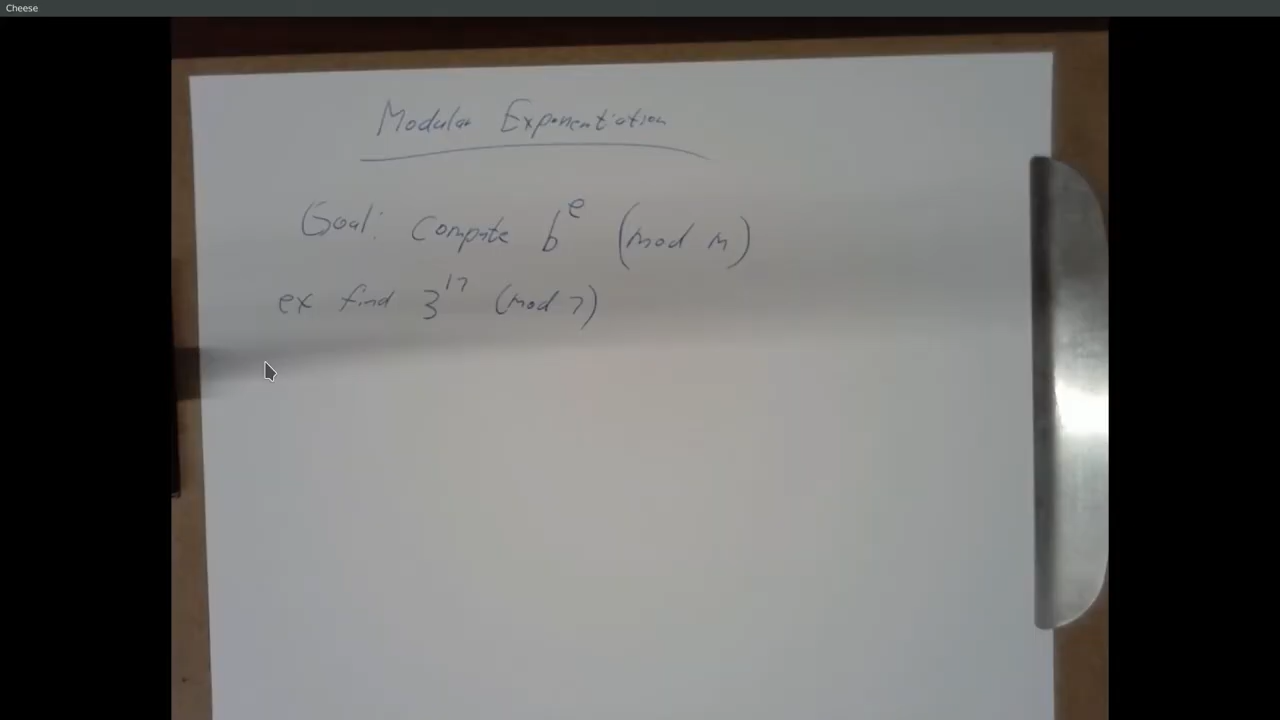 Cheese
Modular Exponentiation
Goal: Compute b^e (mod m)
ex find 3^17 (mod 7)